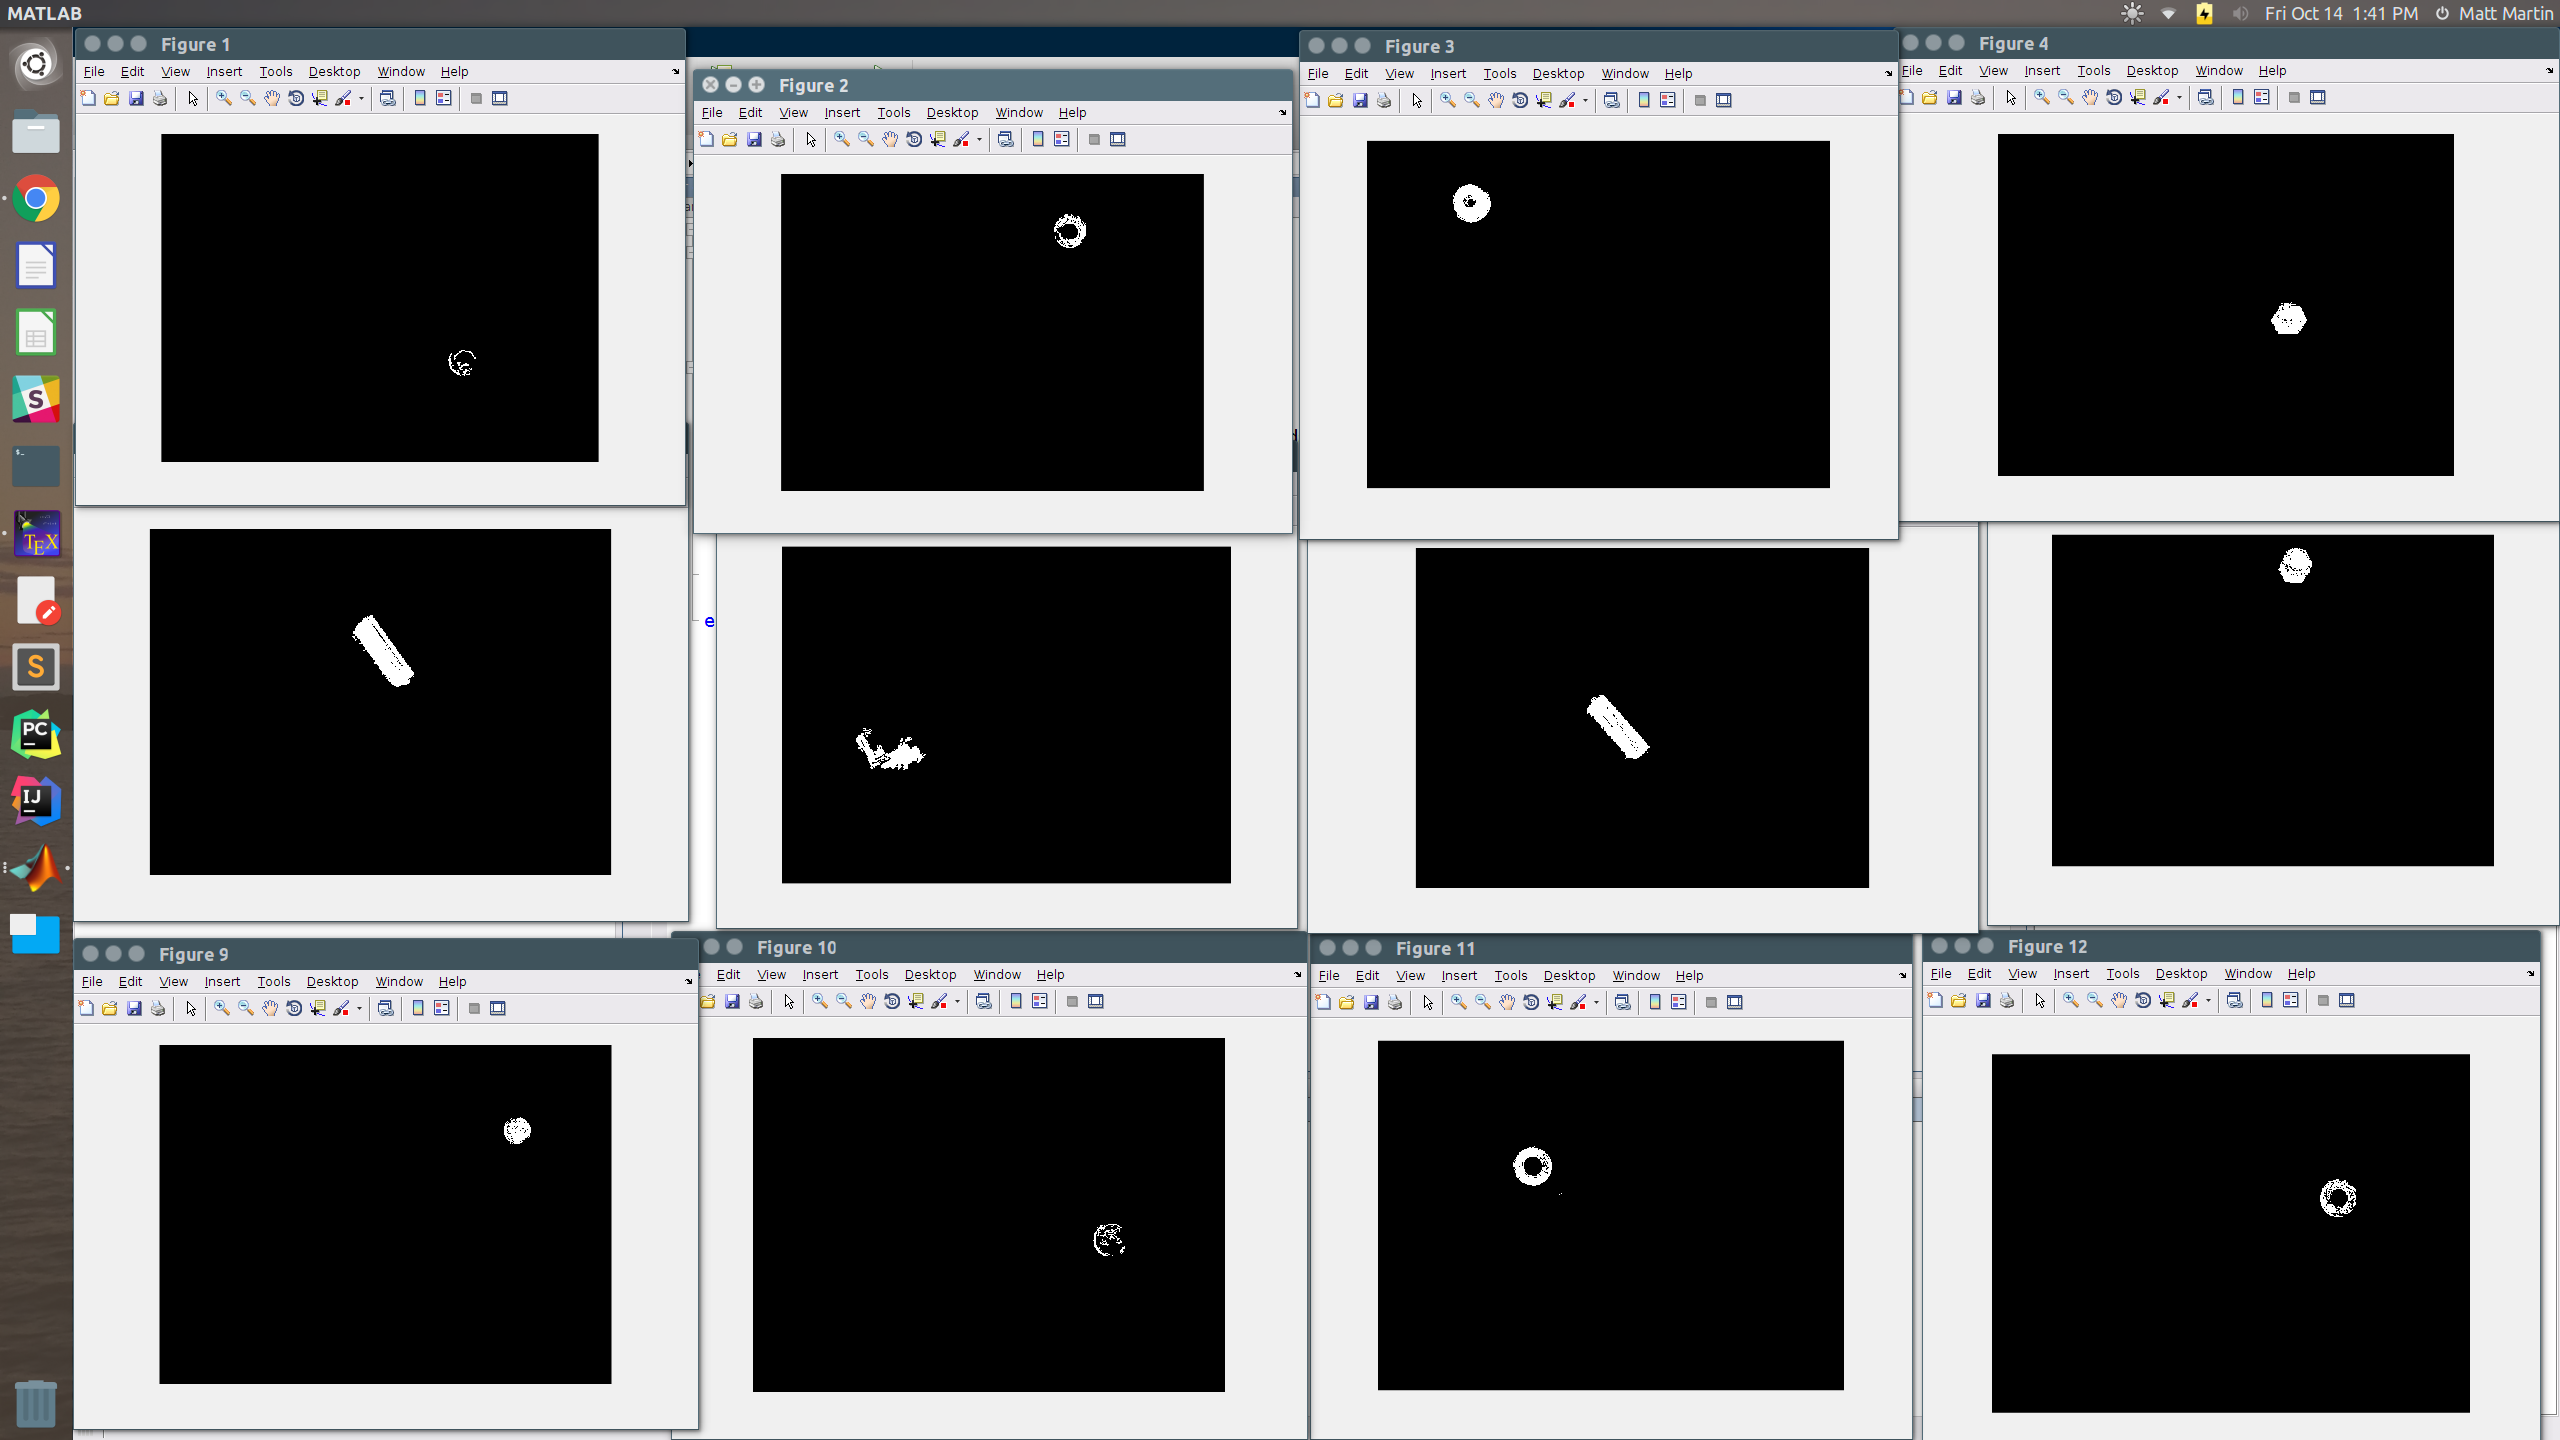 MATLAB
Fri Oct 14 1:41 PM Matt Martin
Figure 1
File Edit View Insert Tools Desktop Window Help
Figure 2
File Edit View Insert Tools Desktop Window Help
Figure 3
File Edit View Insert Tools Desktop Window Help
Figure 4
File Edit View Insert Tools Desktop Window Help
S
TEX
e
S
PC
IJ
Figure 9
File Edit View Insert Tools Desktop Window Help
Figure 10
Edit View Insert Tools Desktop Window Help
Figure 11
File Edit View Insert Tools Desktop Window Help
Figure 12
File Edit View Insert Tools Desktop Window Help